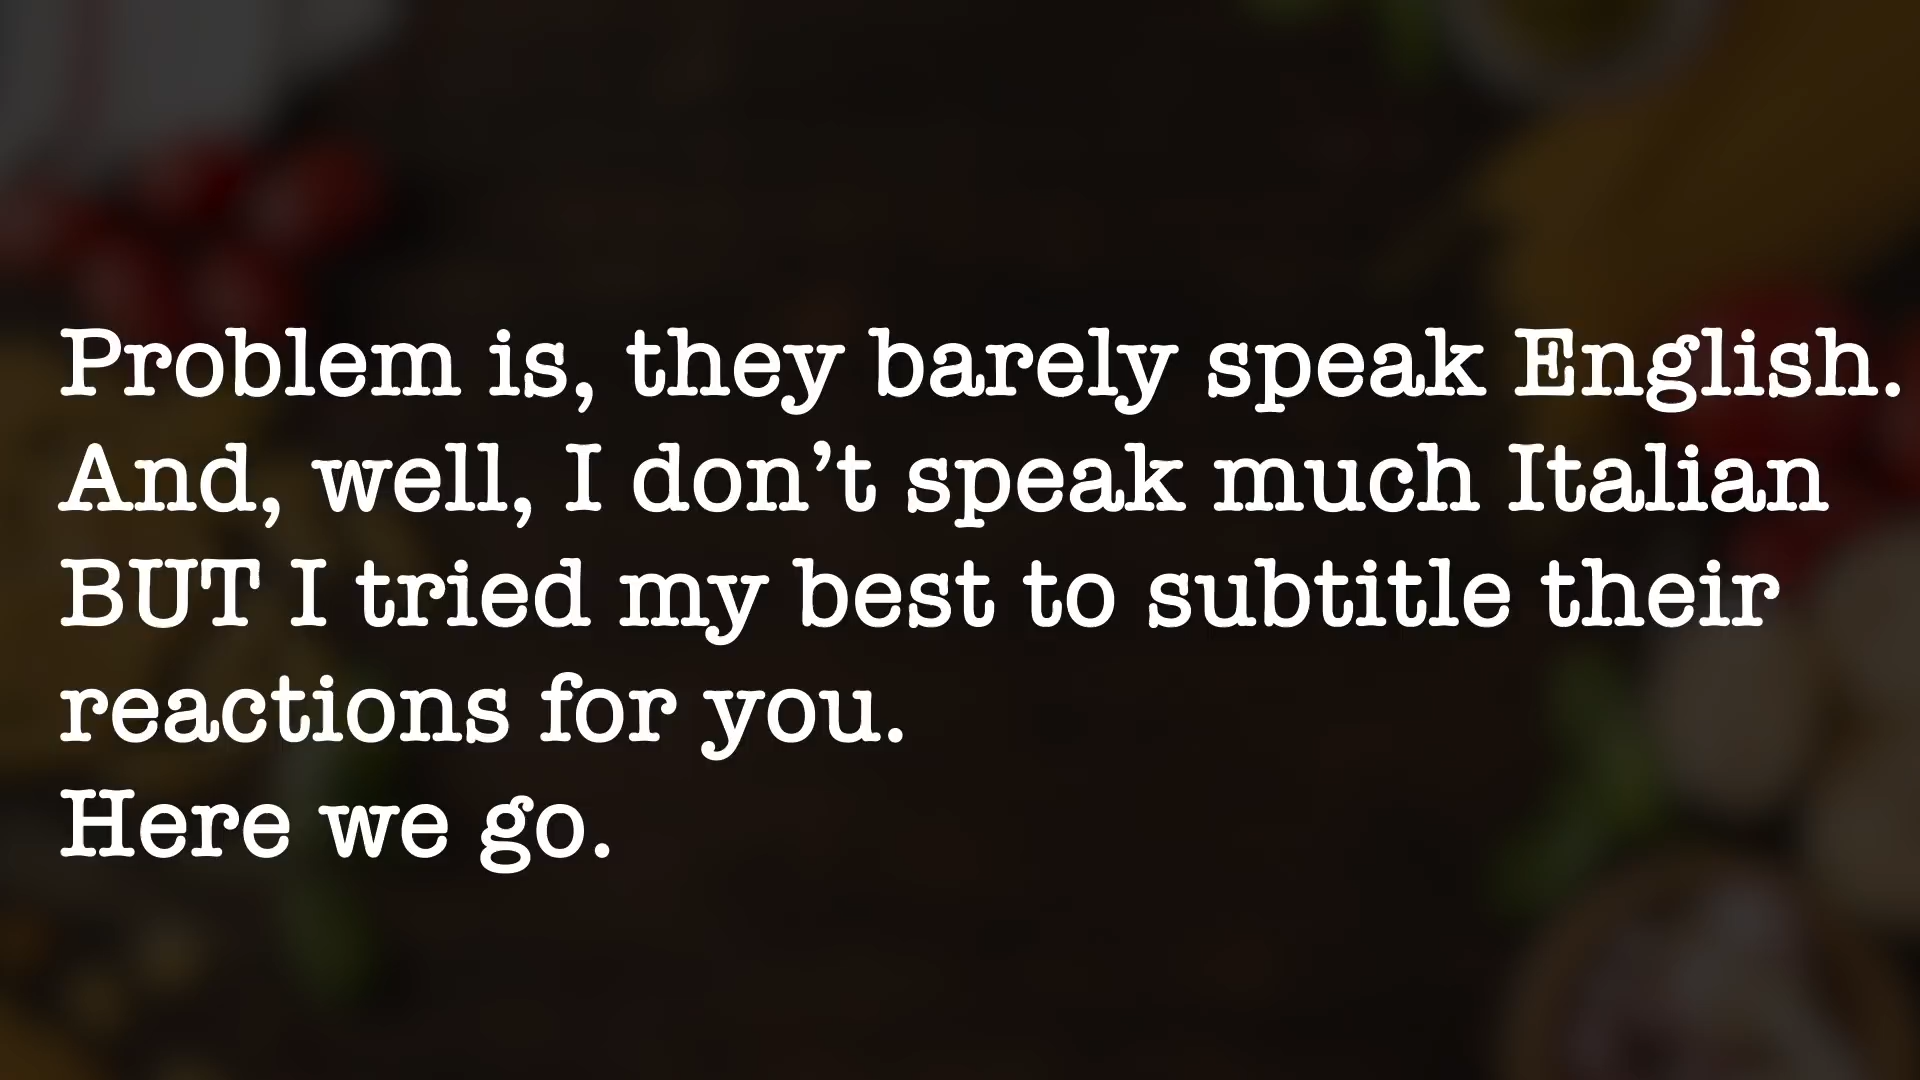 Problem is, they barely speak English.
And, well, I don’t speak much Italian
BUT I tried my best to subtitle their
reactions for you.
Here we go.